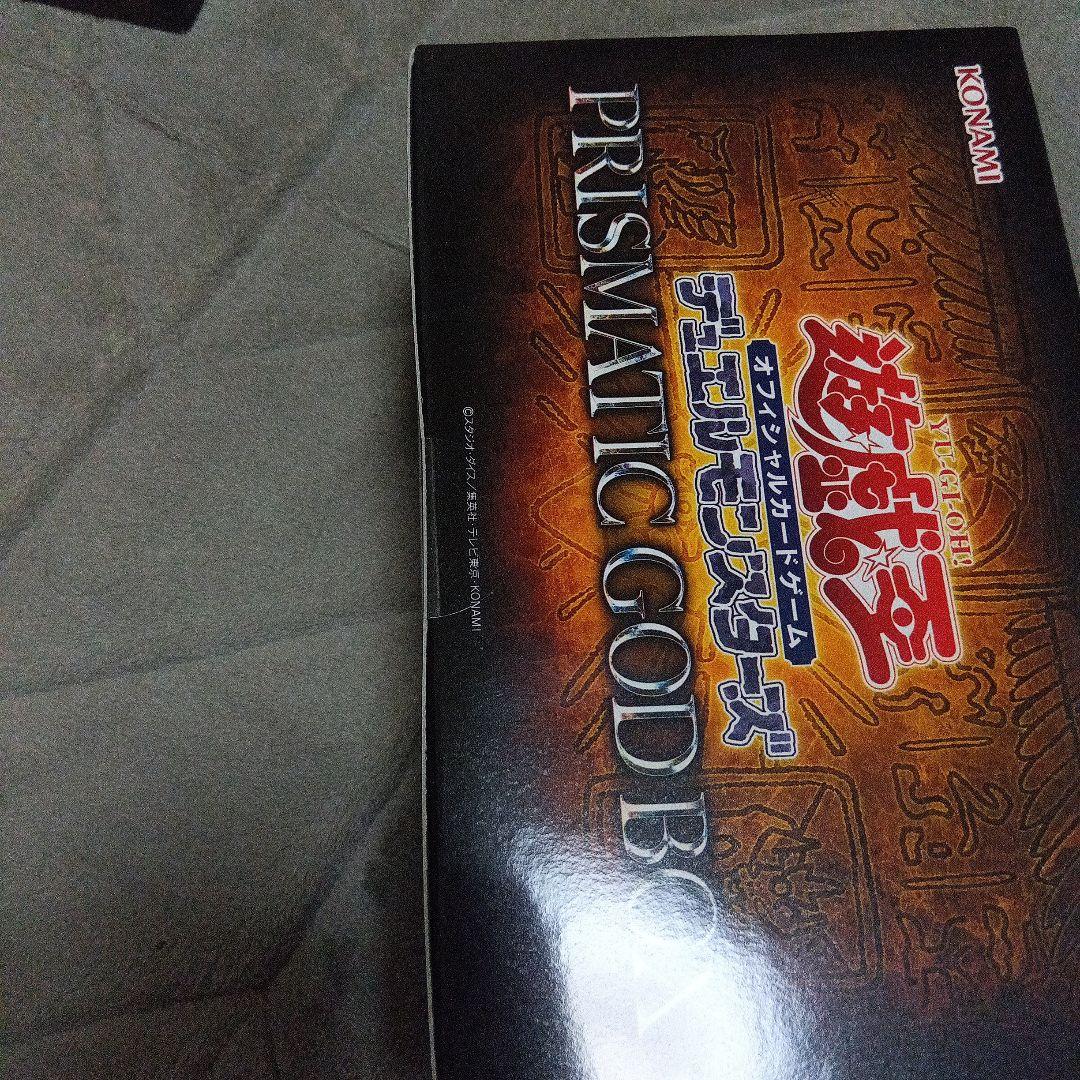 KONAMI
YU-GI-OH!
遊戯王
オフィシャルカードゲーム
デュエルモンスターズ
PRISMATIC GOD BOX
©スタジオ・ダイス／集英社・テレビ東京・KONAMI